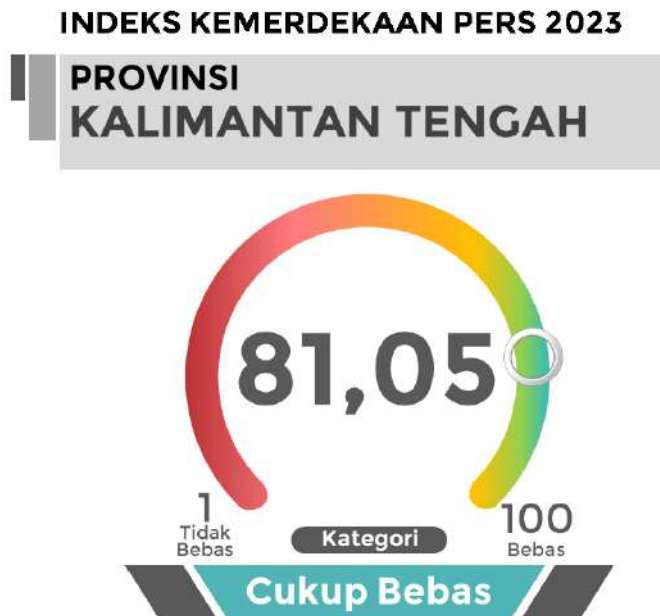 INDEKS KEMERDEKAAN PERS 2023
PROVINSI
KALIMANTAN TENGAH
81,05
1
Tidak
Bebas
100
Bebas
Kategori
Cukup Bebas